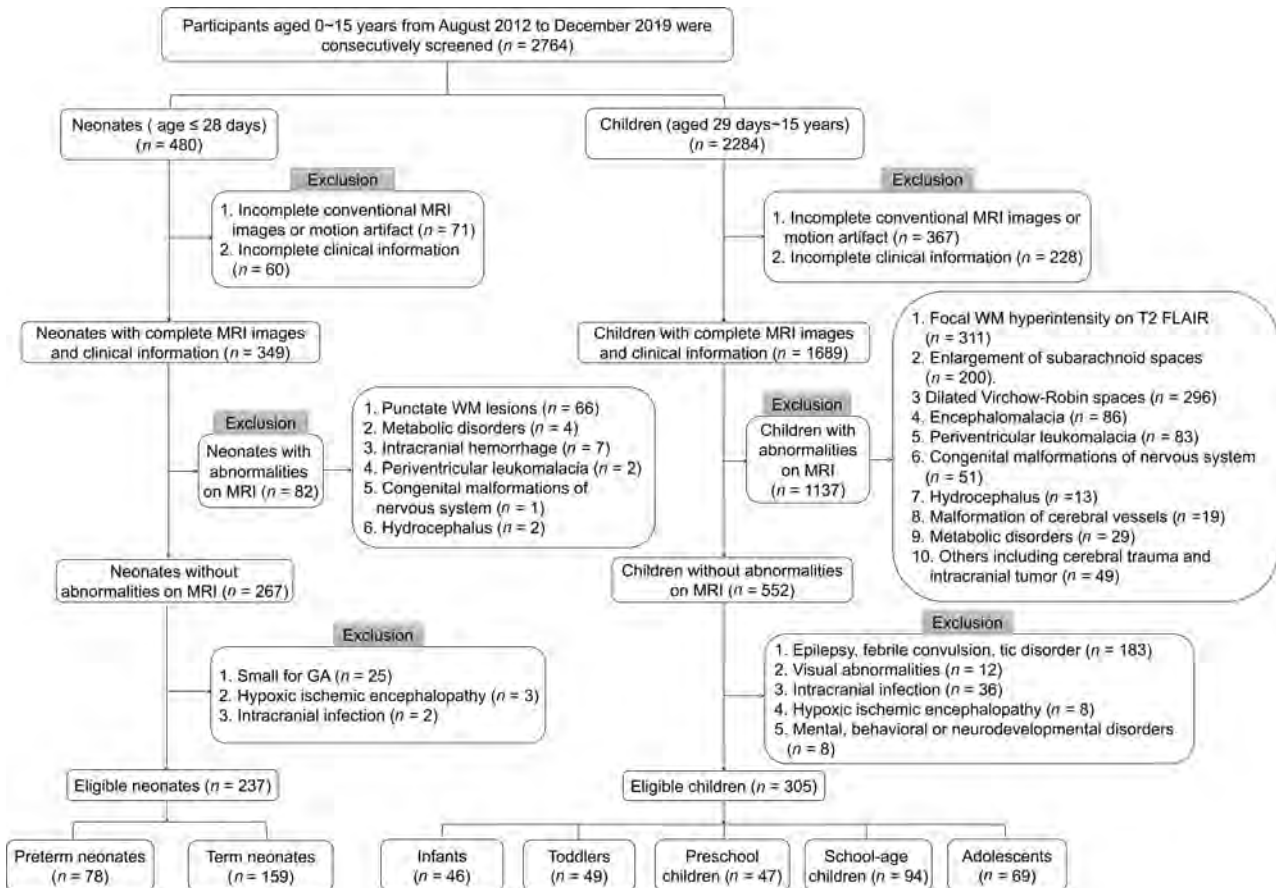 Participants aged 0~15 years from August 2012 to December 2019 were
consecutively screened (n = 2764)
Neonates ( age ≤ 28 days)
(n = 480)
Children (aged 29 days~15 years)
(n = 2284)
Exclusion
1. Incomplete conventional MRI
images or motion artifact (n = 71)
2. Incomplete clinical information
(n = 60)
Exclusion
1. Incomplete conventional MRI images or
motion artifact (n = 367)
2. Incomplete clinical information (n = 228)
Neonates with complete MRI images
and clinical information (n = 349)
Children with complete MRI images
and clinical information (n = 1689)
Exclusion
Neonates with
abnormalities
on MRI (n = 82)
1. Punctate WM lesions (n = 66)
2. Metabolic disorders (n = 4)
3. Intracranial hemorrhage (n = 7)
4. Periventricular leukomalacia (n = 2)
5. Congenital malformations of
nervous system (n = 1)
6. Hydrocephalus (n = 2)
Exclusion
Children with
abnormalities
on MRI
(n = 1137)
1. Focal WM hyperintensity on T2 FLAIR
(n = 311)
2. Enlargement of subarachnoid spaces
(n = 200).
3 Dilated Virchow-Robin spaces (n = 296)
4. Encephalomalacia (n = 86)
5. Periventricular leukomalacia (n = 83)
6. Congenital malformations of nervous system
(n = 51)
7. Hydrocephalus (n =13)
8. Malformation of cerebral vessels (n =19)
9. Metabolic disorders (n = 29)
10. Others including cerebral trauma and
intracranial tumor (n = 49)
Neonates without
abnormalities on MRI (n = 267)
Children without abnormalities
on MRI (n = 552)
Exclusion
1. Small for GA (n = 25)
2. Hypoxic ischemic encephalopathy (n = 3)
3. Intracranial infection (n = 2)
Exclusion
1. Epilepsy, febrile convulsion, tic disorder (n = 183)
2. Visual abnormalities (n = 12)
3. Intracranial infection (n = 36)
4. Hypoxic ischemic encephalopathy (n = 8)
5. Mental, behavioral or neurodevelopmental disorders
(n = 8)
Eligible neonates (n = 237)
Eligible children (n = 305)
Preterm neonates
(n = 78)
Term neonates
(n = 159)
Infants
(n = 46)
Toddlers
(n = 49)
Preschool
children (n = 47)
School-age
children (n = 94)
Adolescents
(n = 69)